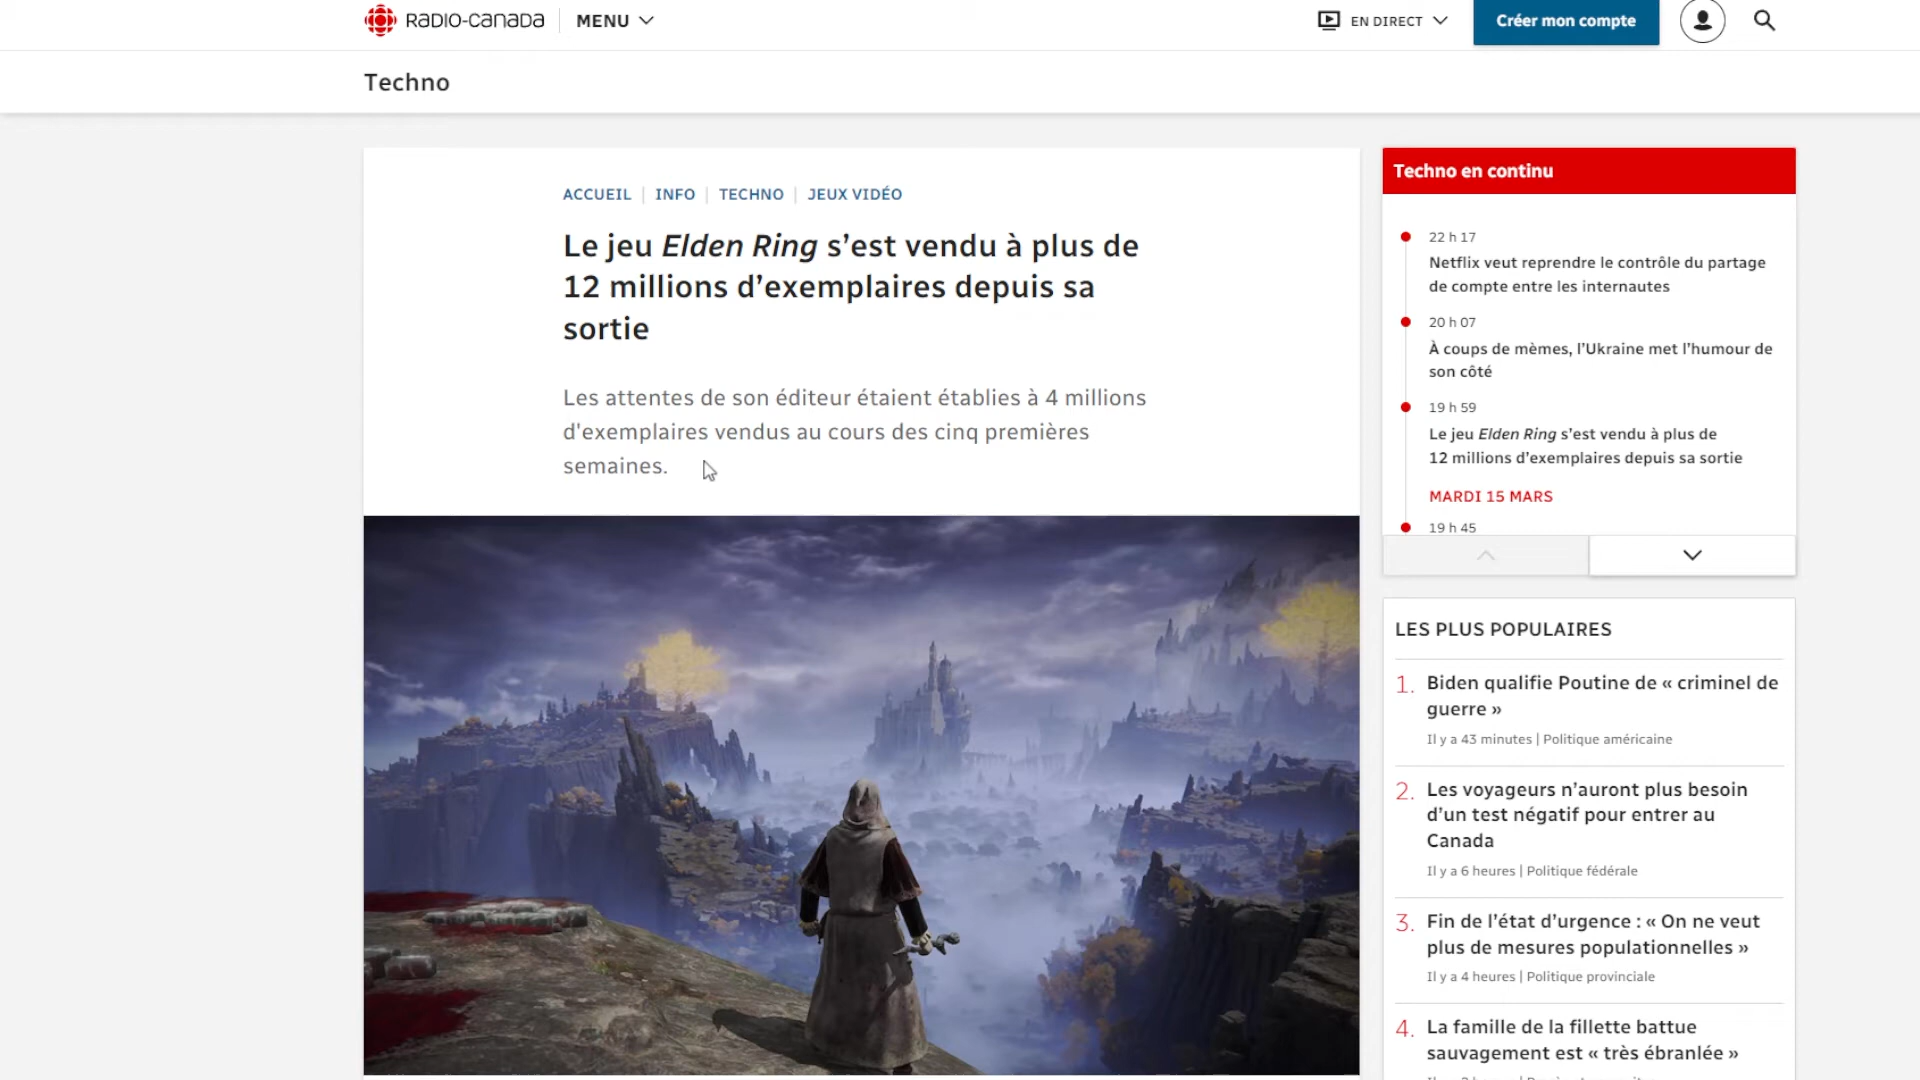 RADIO-CANADA
MENU
EN DIRECT
Créer mon compte
Techno
ACCUEIL | INFO | TECHNO | JEUX VIDÉO
Le jeu Elden Ring s’est vendu à plus de
12 millions d’exemplaires depuis sa
sortie
Les attentes de son éditeur étaient établies à 4 millions
d'exemplaires vendus au cours des cinq premières
semaines.
Techno en continu
22 h 17
Netflix veut reprendre le contrôle du partage
de compte entre les internautes
20 h 07
À coups de mèmes, l’Ukraine met l’humour de
son côté
19 h 59
Le jeu Elden Ring s’est vendu à plus de
12 millions d’exemplaires depuis sa sortie
MARDI 15 MARS
19 h 45
LES PLUS POPULAIRES
1. Biden qualifie Poutine de « criminel de
guerre »
Il y a 43 minutes | Politique américaine
2. Les voyageurs n’auront plus besoin
d’un test négatif pour entrer au
Canada
Il y a 6 heures | Politique fédérale
3. Fin de l’état d’urgence : « On ne veut
plus de mesures populationnelles »
Il y a 4 heures | Politique provinciale
4. La famille de la fillette battue
sauvagement est « très ébranlée »